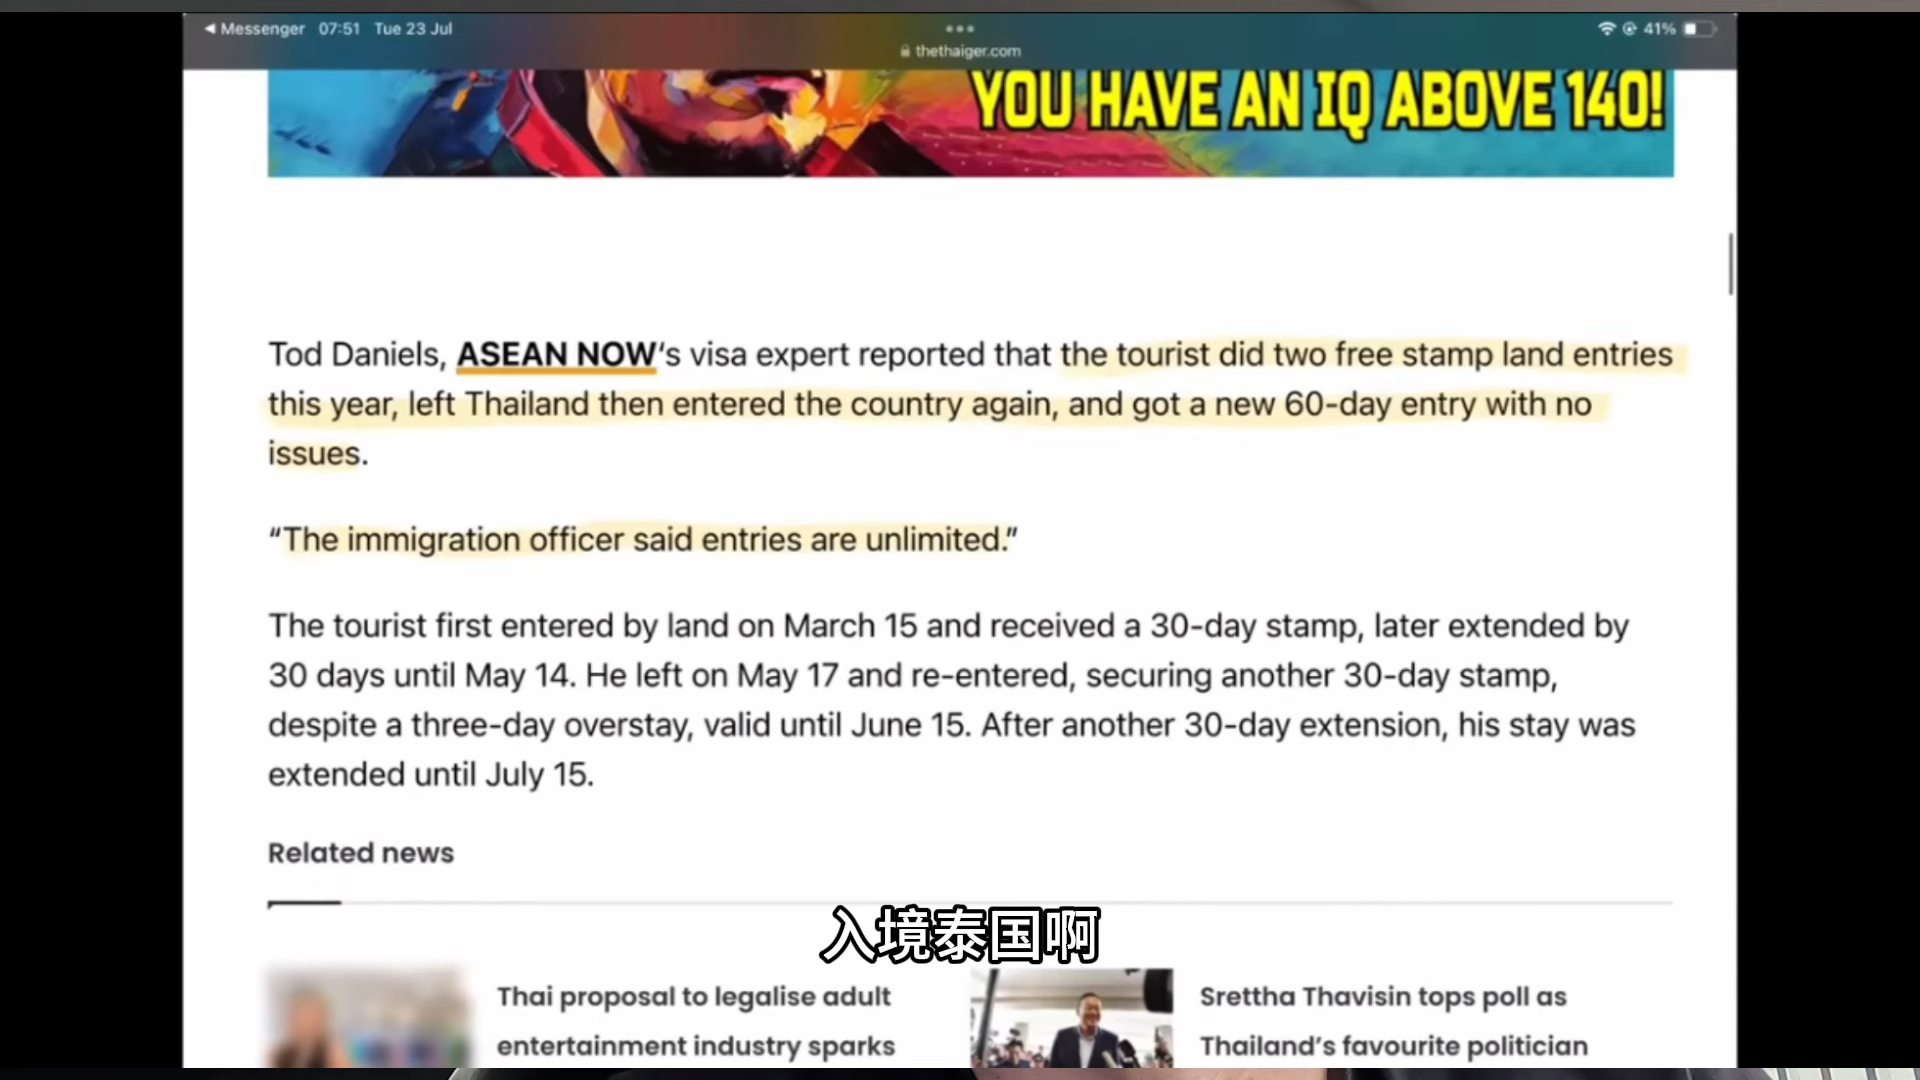 Messenger 07:51 Tue 23 Jul
41%
thethaiger.com
YOU HAVE AN IQ ABOVE 140!
Tod Daniels, ASEAN NOW‘s visa expert reported that the tourist did two free stamp land entries
this year, left Thailand then entered the country again, and got a new 60-day entry with no
issues.
“The immigration officer said entries are unlimited.”
The tourist first entered by land on March 15 and received a 30-day stamp, later extended by
30 days until May 14. He left on May 17 and re-entered, securing another 30-day stamp,
despite a three-day overstay, valid until June 15. After another 30-day extension, his stay was
extended until July 15.
Related news
入境泰国啊
Thai proposal to legalise adult
entertainment industry sparks
Srettha Thavisin tops poll as
Thailand’s favourite politician